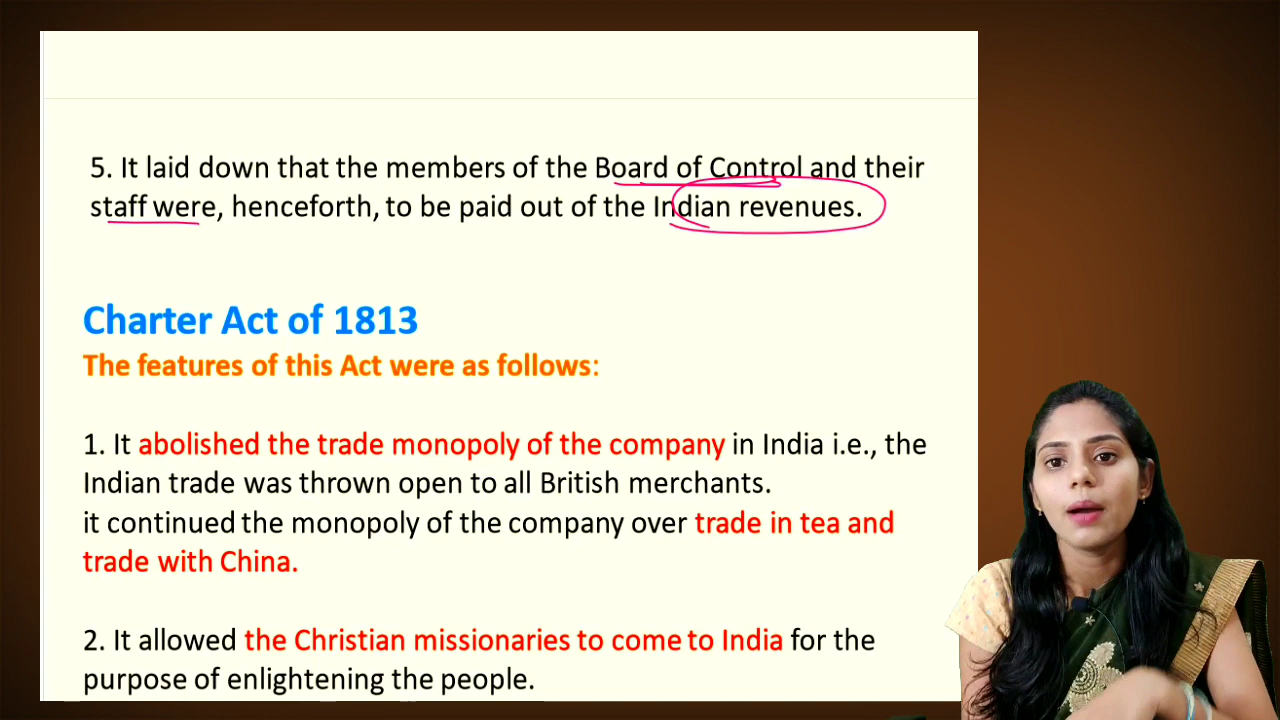 5. It laid down that the members of the Board of Control and their
staff were, henceforth, to be paid out of the Indian revenues.
Charter Act of 1813
The features of this Act were as follows:
1. It abolished the trade monopoly of the company in India i.e., the
Indian trade was thrown open to all British merchants.
it continued the monopoly of the company over trade in tea and
trade with China.
2. It allowed the Christian missionaries to come to India for the
purpose of enlightening the people.